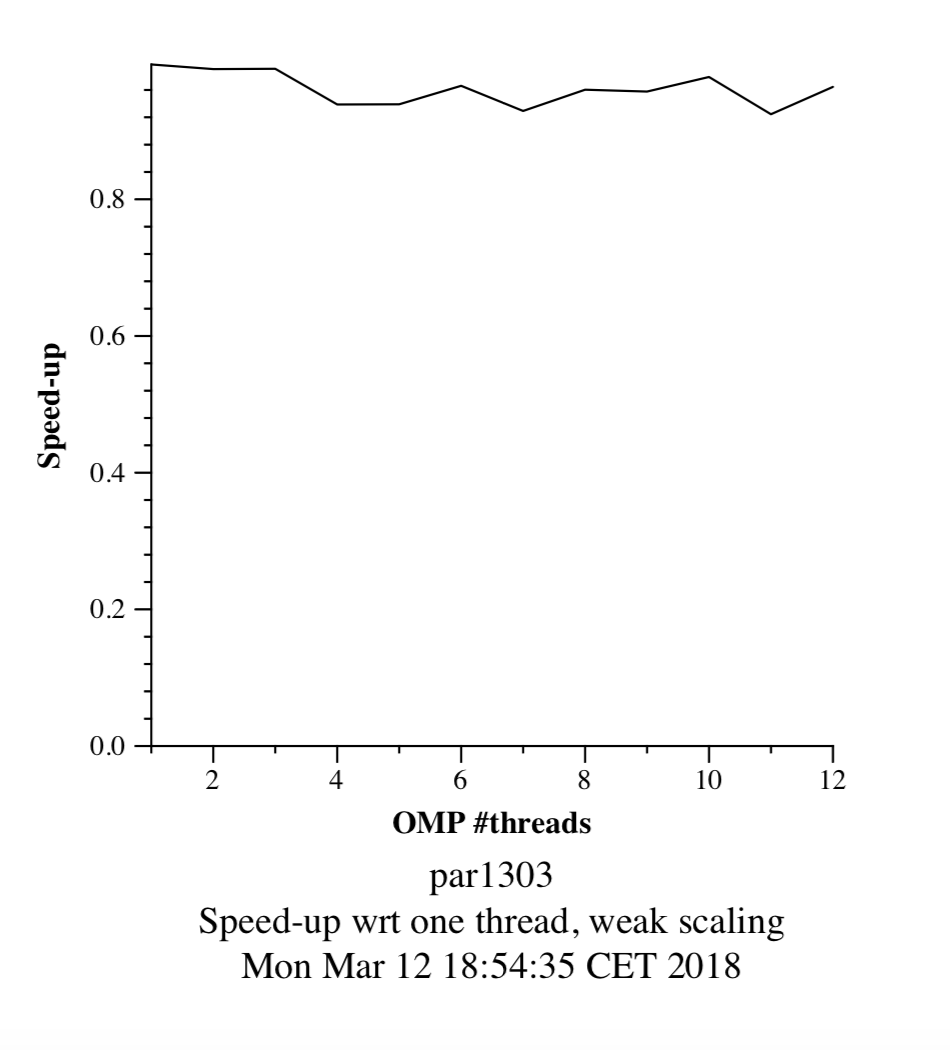 0.8
0.6
0.4
0.2
0.0
Speed-up
2 4 6 8 10 12
OMP #threads
par1303
Speed-up wrt one thread, weak scaling
Mon Mar 12 18:54:35 CET 2018